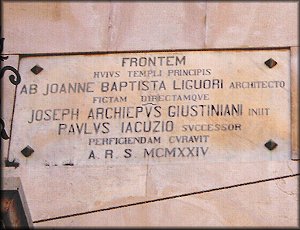 FRONTEM
HVIVS TEMPLI PRINCIPIS
AB JOANNE BAPTISTA LIGUORI ARCHITECTO
FICTAM DIRECTAMQVE
JOSEPH ARCHIEPVS GIUSTINIANI INIIT
PAVLVS IACUZIO SVCCESSOR
PERFICIENDAM CVRAVIT
A. R. S. MCMXXIV